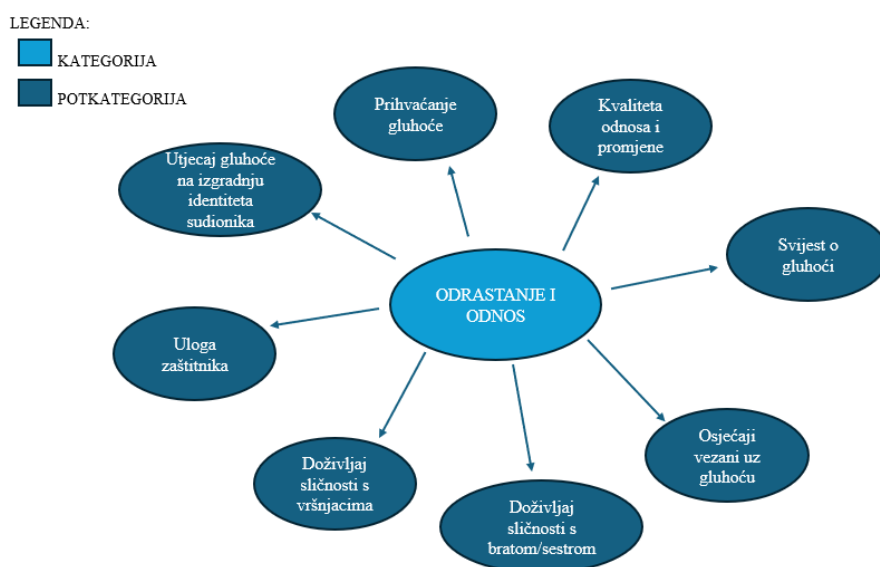 LEGENDA:
KATEGORIJA
POTKATEGORIJA
Prihvaćanje
gluhoće
Kvaliteta
odnosa i
promjene
Utjecaj gluhoće
na izgradnju
identiteta
sudionika
Svijest o
gluhoći
ODRASTANJE I
ODNOS
Uloga
zaštitnika
Osjećaji
vezani uz
gluhoću
Doživljaj
sličnosti s
vršnjacima
Doživljaj
sličnosti s
bratom/sestrom